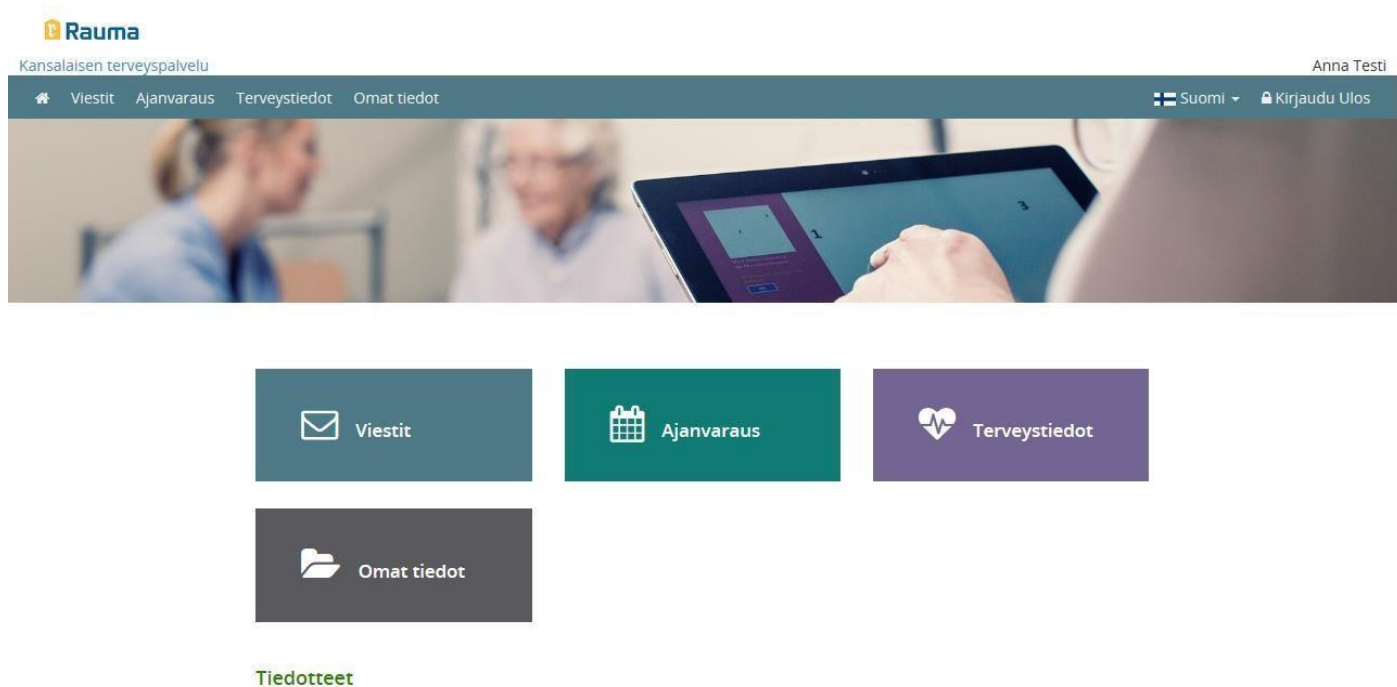 Rauma
Kansalaisen terveyspalvelu
Anna Testi
Viestit Ajanvaraus Terveystiedot Omat tiedot Suomi Kirjaudu Ulos
1
3
Viestit
Ajanvaraus
Terveystiedot
Omat tiedot
Tiedotteet